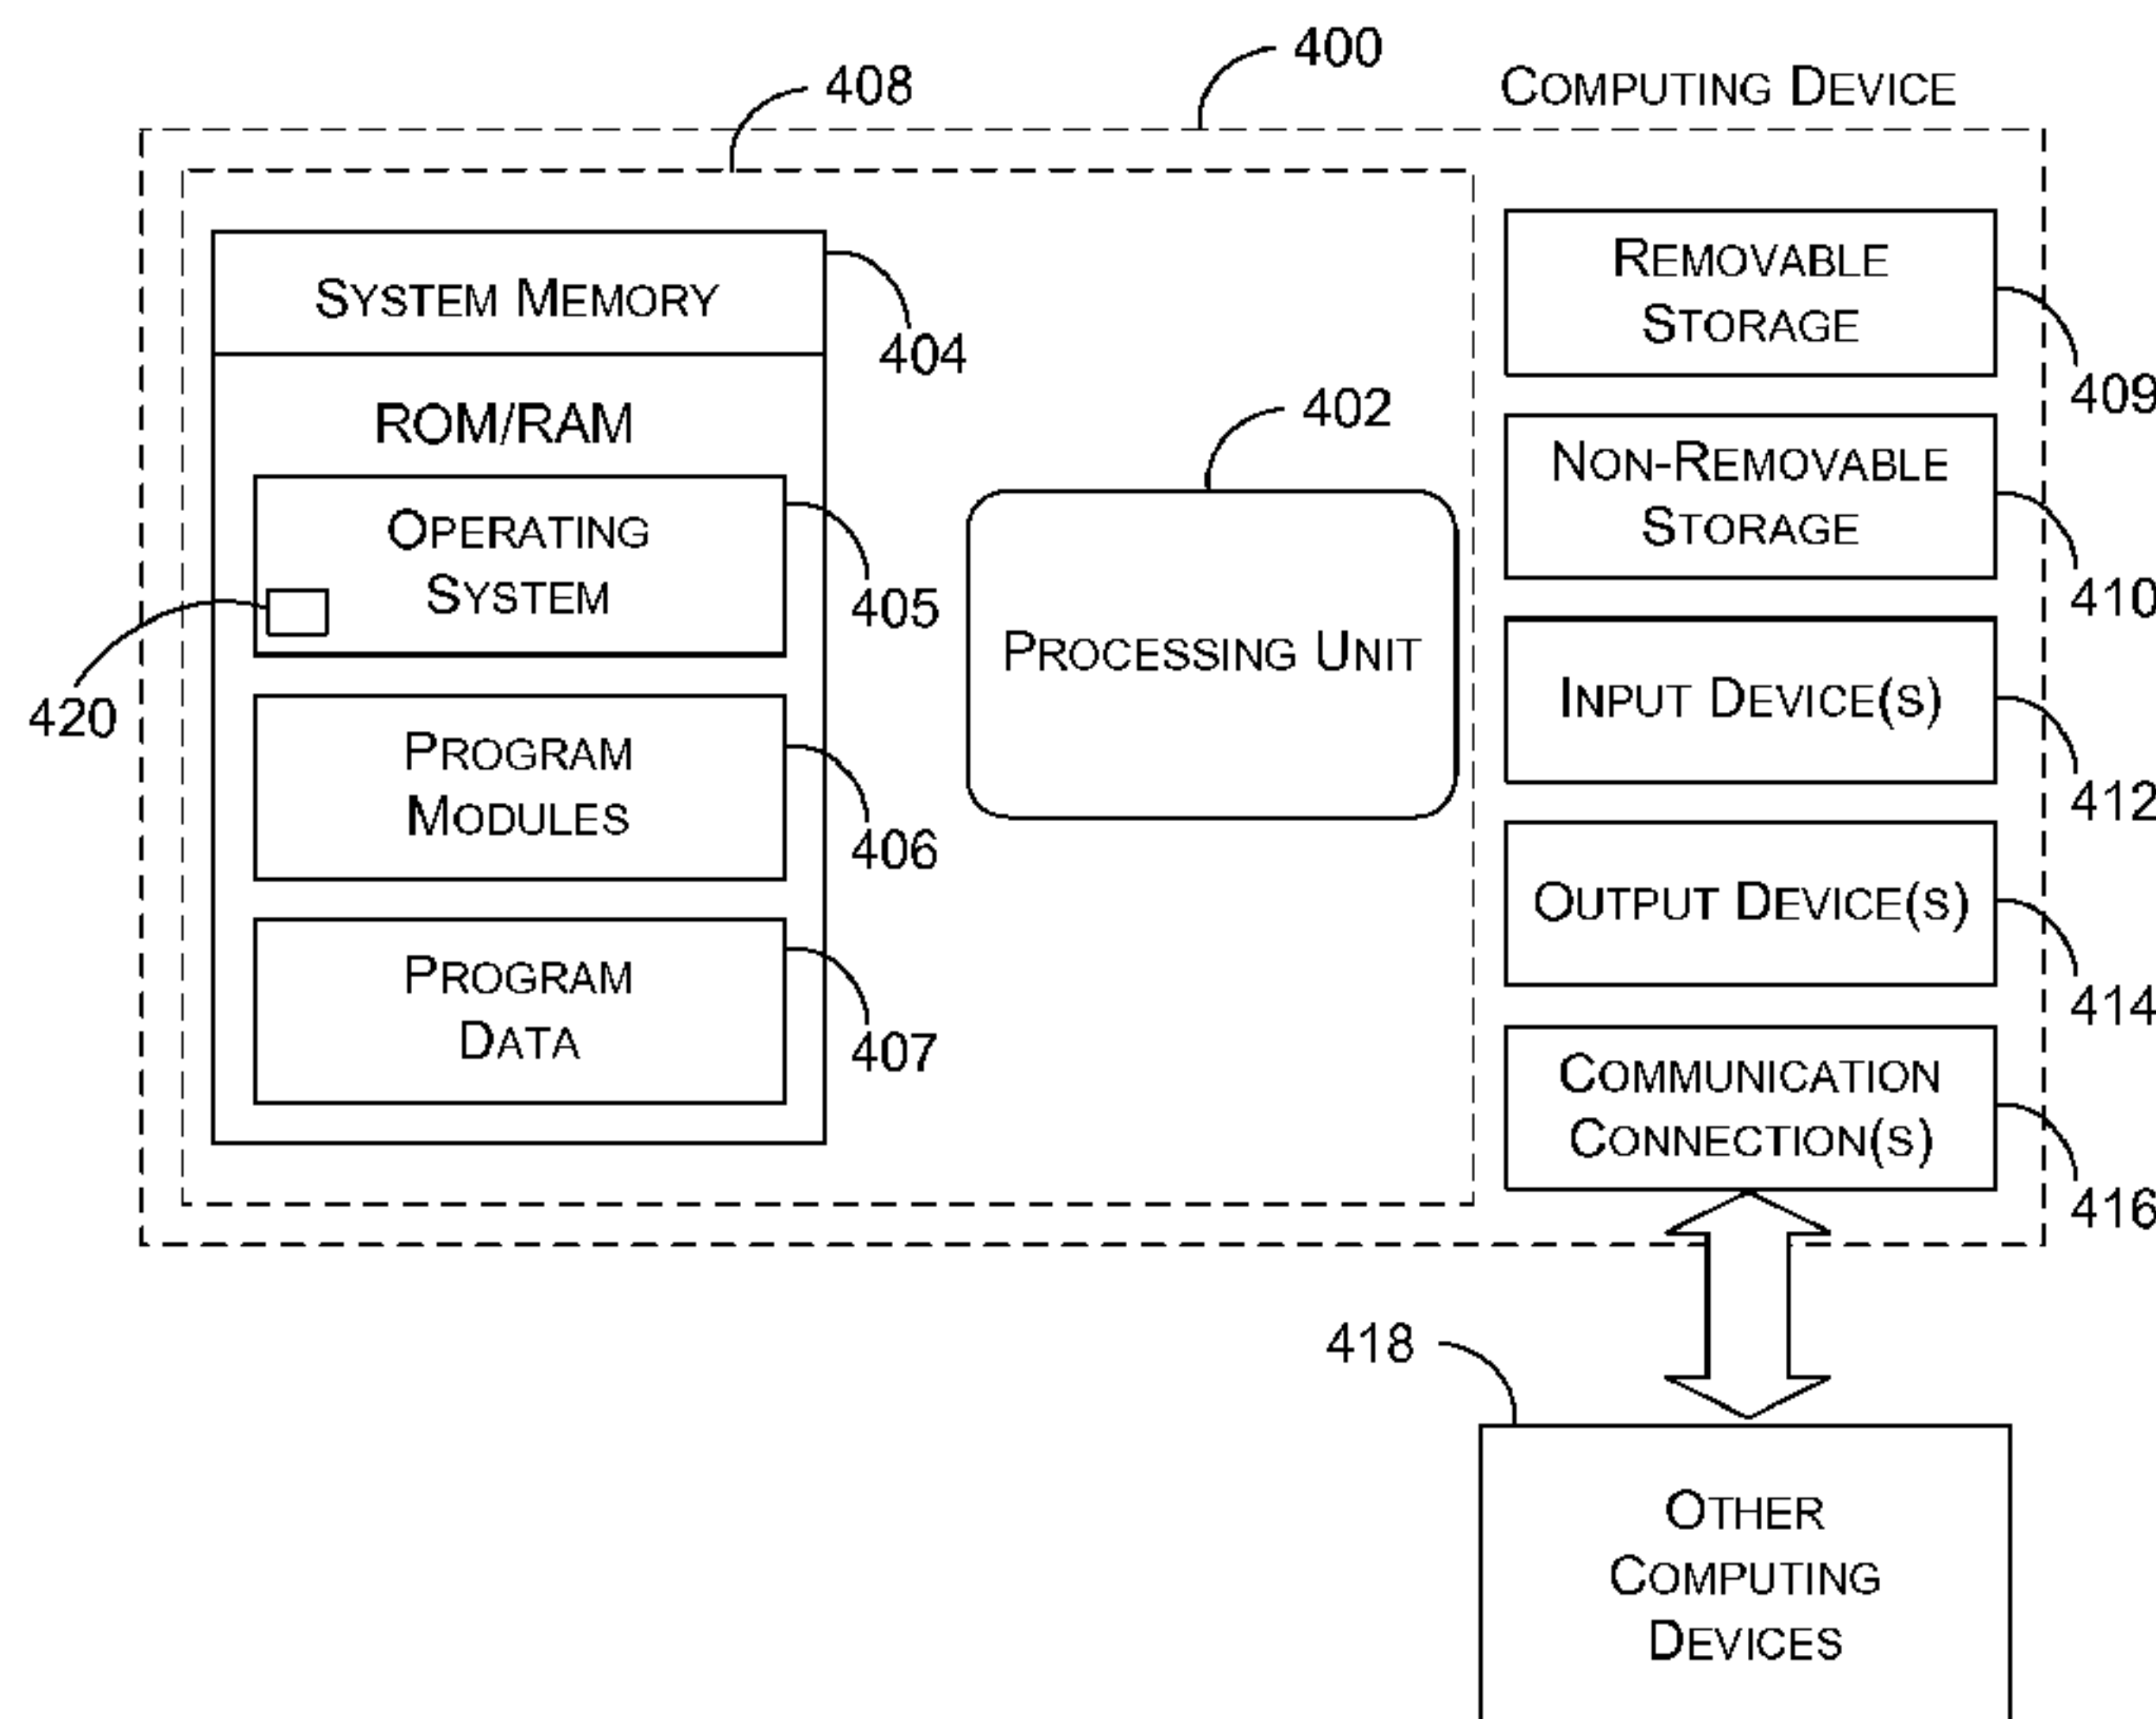 400
COMPUTING DEVICE
408
SYSTEM MEMORY
404
ROM/RAM
OPERATING
SYSTEM
405
420
PROGRAM
MODULES
406
PROGRAM
DATA
407
402
PROCESSING UNIT
REMOVABLE
STORAGE
409
NON-REMOVABLE
STORAGE
410
INPUT DEVICE(S)
412
OUTPUT DEVICE(S)
414
COMMUNICATION
CONNECTION(S)
416
418
OTHER
COMPUTING
DEVICES